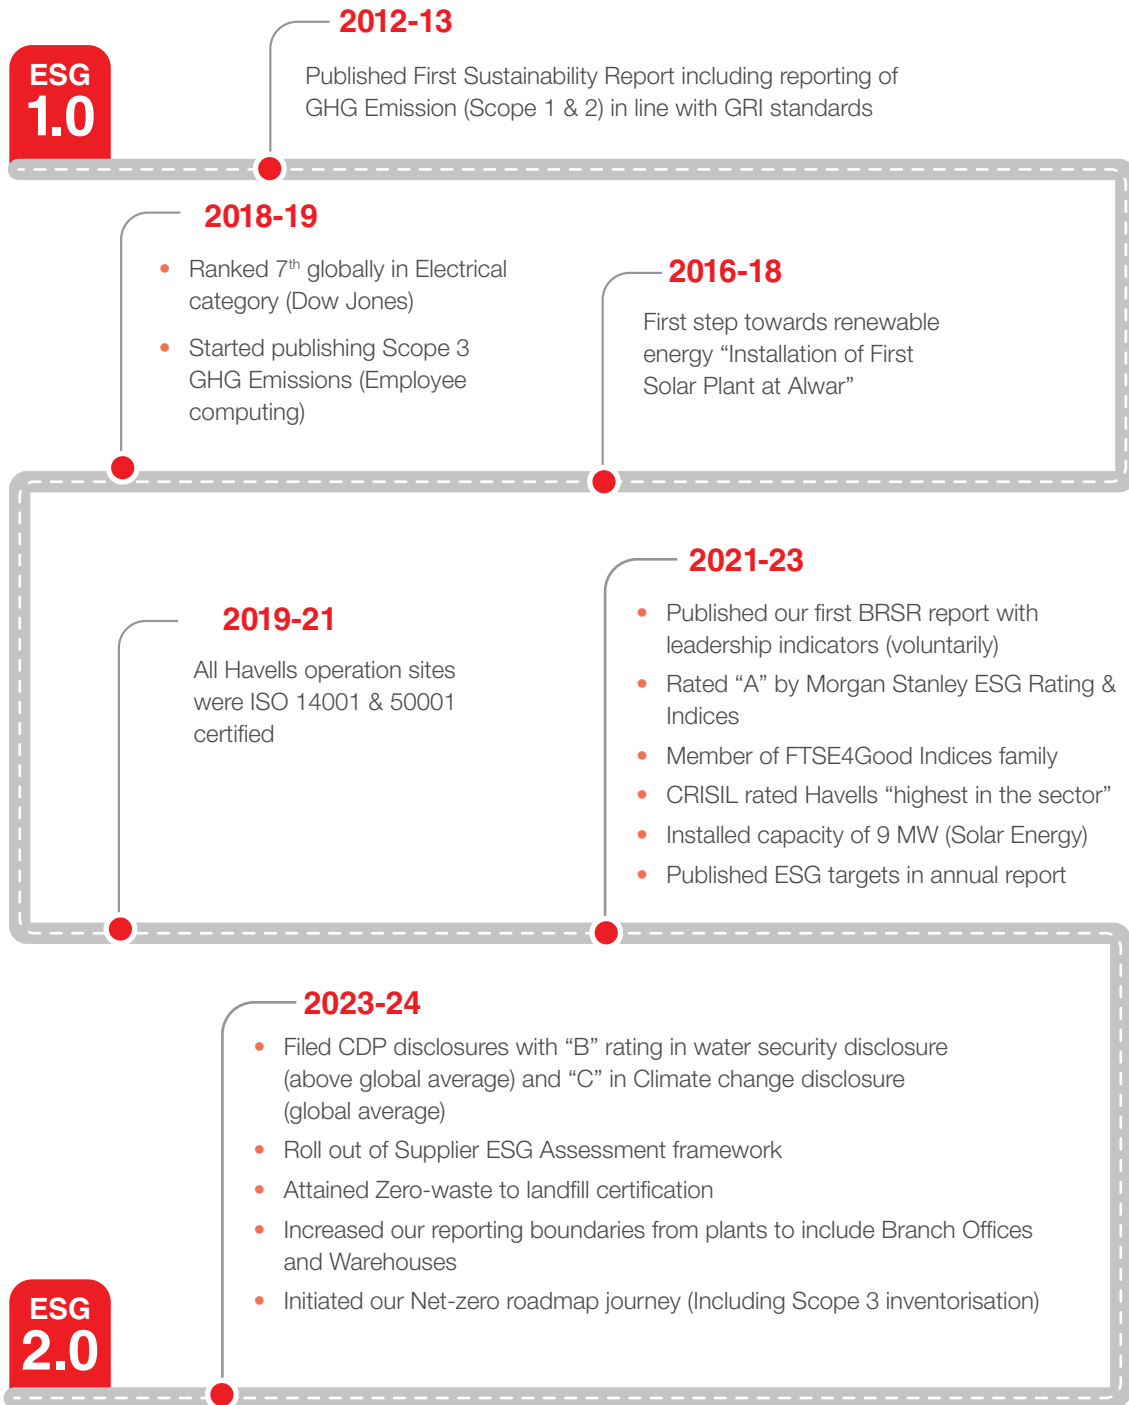 ESG
1.0
2012-13
Published First Sustainability Report including reporting of
GHG Emission (Scope 1 & 2) in line with GRI standards
2018-19
• Ranked 7th globally in Electrical
category (Dow Jones)
• Started publishing Scope 3
GHG Emissions (Employee
computing)
2016-18
First step towards renewable
energy “Installation of First
Solar Plant at Alwar”
2019-21
All Havells operation sites
were ISO 14001 & 50001
certified
2021-23
• Published our first BRSR report with
leadership indicators (voluntarily)
• Rated “A” by Morgan Stanley ESG Rating &
Indices
• Member of FTSE4Good Indices family
• CRISIL rated Havells “highest in the sector”
• Installed capacity of 9 MW (Solar Energy)
• Published ESG targets in annual report
2023-24
• Filed CDP disclosures with “B” rating in water security disclosure
(above global average) and “C” in Climate change disclosure
(global average)
• Roll out of Supplier ESG Assessment framework
• Attained Zero-waste to landfill certification
• Increased our reporting boundaries from plants to include Branch Offices
and Warehouses
• Initiated our Net-zero roadmap journey (Including Scope 3 inventorisation)
ESG
2.0